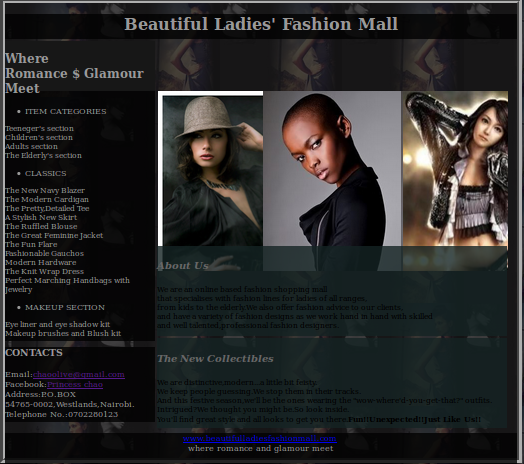 Beautiful Ladies' Fashion Mall
Where
Romance $ Glamour
Meet
ITEM CATEGORIES
Teeneger's section
Children's section
Adults section
The Elderly's section
CLASSICS
The New Navy Blazer
The Modern Cardigan
The Pretty,Detailed Tee
A Stylish New Skirt
The Ruffled Blouse
The Great Feminine Jacket
The Fun Flare
Fashionable Gauchos
Modern Hardware
The Knit Wrap Dress
Perfect Marching Handbags with
Jewelry
MAKEUP SECTION
Eye liner and eye shadow kit
Makeup brushes and Blush kit
CONTACTS
Email:chaoolive@gmail.com
Facebook:Princess chao
Address:P.O.BOX
54765-0002,Westlands,Nairobi.
Telephone No.:0702280123
About Us
We are an online based fashion shopping mall
that specialises with fashion lines for ladies of all ranges,
From kids to the elderly.We also offer fashion advice to our clients,
and have a variety of fashion designs as we work hand in hand with skilled
and well talented,professional fashion designers.
The New Collectibles
We are distinctive,modern...a little bit feisty.
We keep people guessing.We stop them in their tracks.
And this festive season,we'll be the ones wearing the "wow-where'd-you-get-that?" outfits.
Intrigued?We thought you might be.So look inside.
You'll find great style and all looks to get you there.Fun!!Unexpected!!Just Like Us!!
where romance and glamour meet